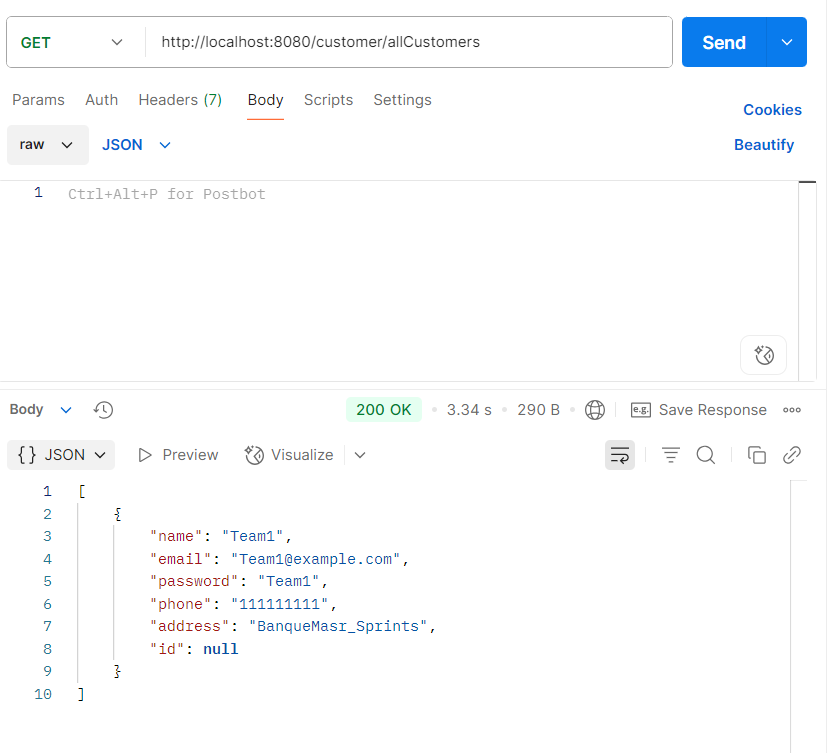 GET http://localhost:8080/customer/allCustomers Send
Params Auth Headers (7) Body Scripts Settings Cookies
raw JSON Beautify
1 Ctrl+Alt+P for Postbot
Body 200 OK 3.34 s 290 B e.g. Save Response
{} JSON Preview Visualize
1 [
2 {
3 "name": "Team1",
4 "email": "Team1@example.com",
5 "password": "Team1",
6 "phone": "111111111",
7 "address": "BanqueMasr_Sprints",
8 "id": null
9 }
10 ]